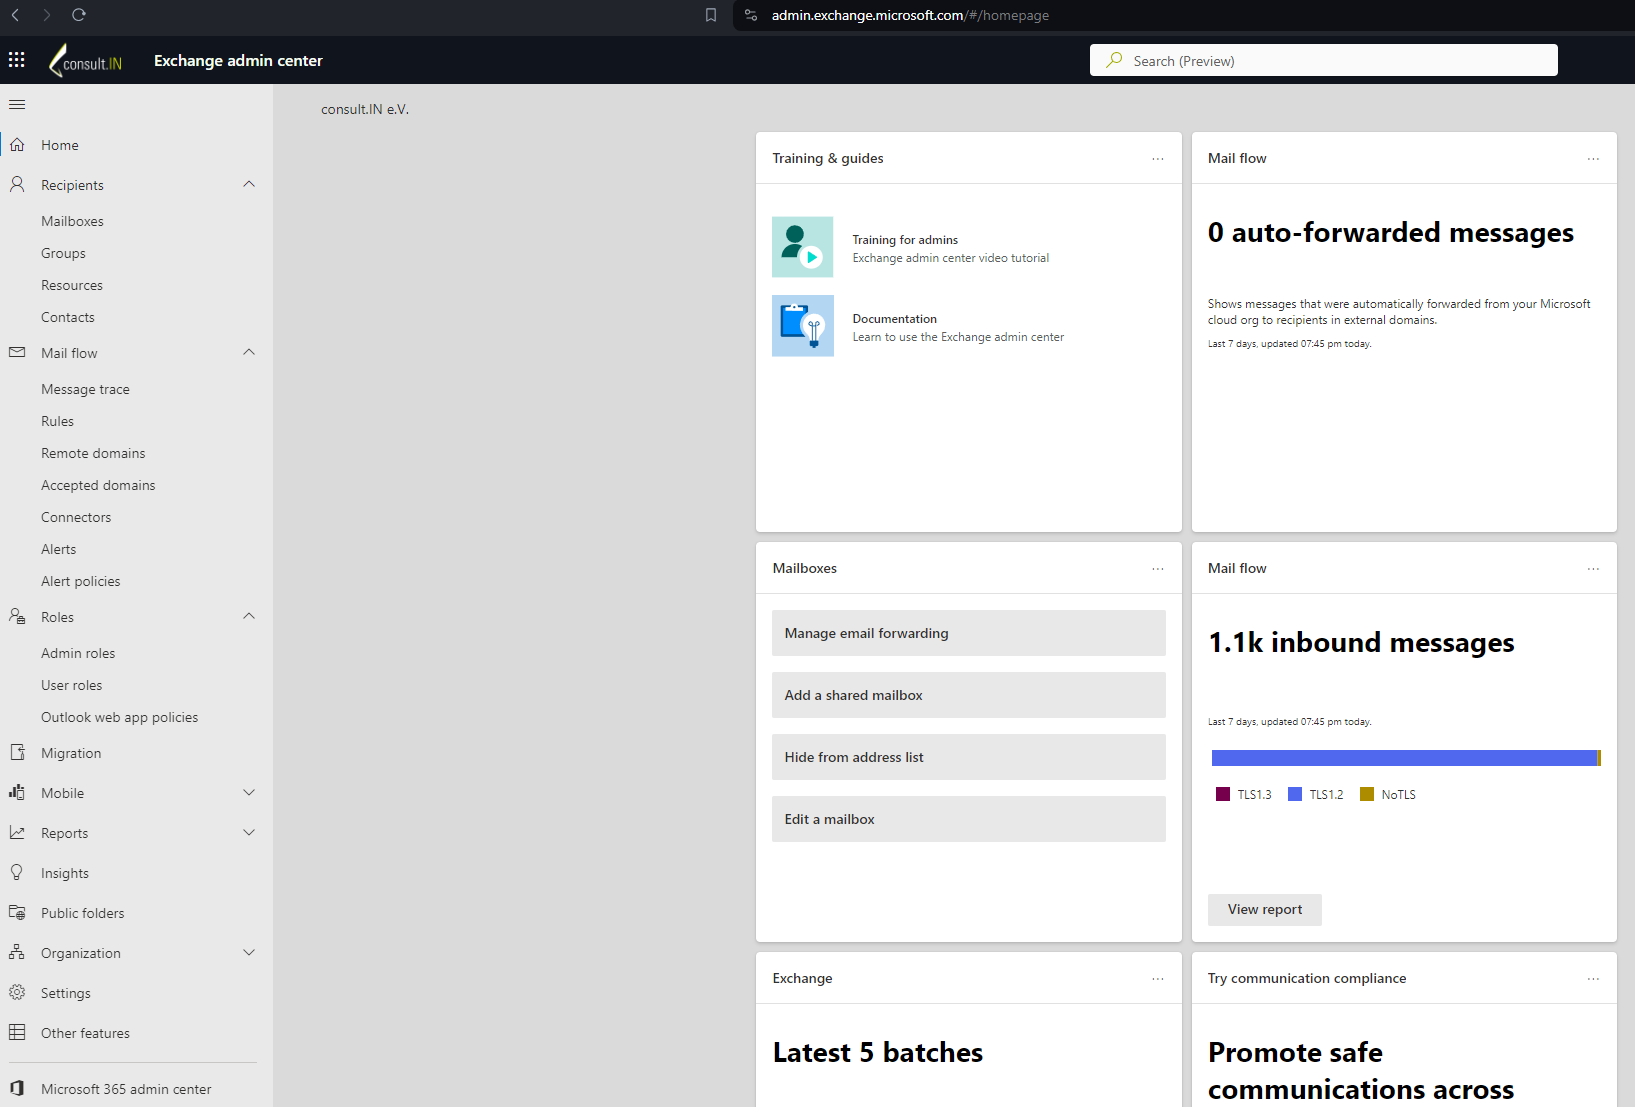 admin.exchange.microsoft.com/#/homepage
consult.IN
Exchange admin center
Search (Preview)
Home
Recipients
Mailboxes
Groups
Resources
Contacts
Mail flow
Message trace
Rules
Remote domains
Accepted domains
Connectors
Alerts
Alert policies
Roles
Admin roles
User roles
Outlook web app policies
Migration
Mobile
Reports
Insights
Public folders
Organization
Settings
Other features
Microsoft 365 admin center
consult.IN e.V.
Training & guides
Training for admins
Exchange admin center video tutorial
Documentation
Learn to use the Exchange admin center
Mail flow
0 auto-forwarded messages
Shows messages that were automatically forwarded from your Microsoft
cloud org to recipients in external domains.
Last 7 days, updated 07:45 pm today.
Mailboxes
Manage email forwarding
Add a shared mailbox
Hide from address list
Edit a mailbox
Mail flow
1.1k inbound messages
Last 7 days, updated 07:45 pm today.
TLS1.3 TLS1.2 NoTLS
View report
Exchange
Latest 5 batches
Try communication compliance
Promote safe
communications across